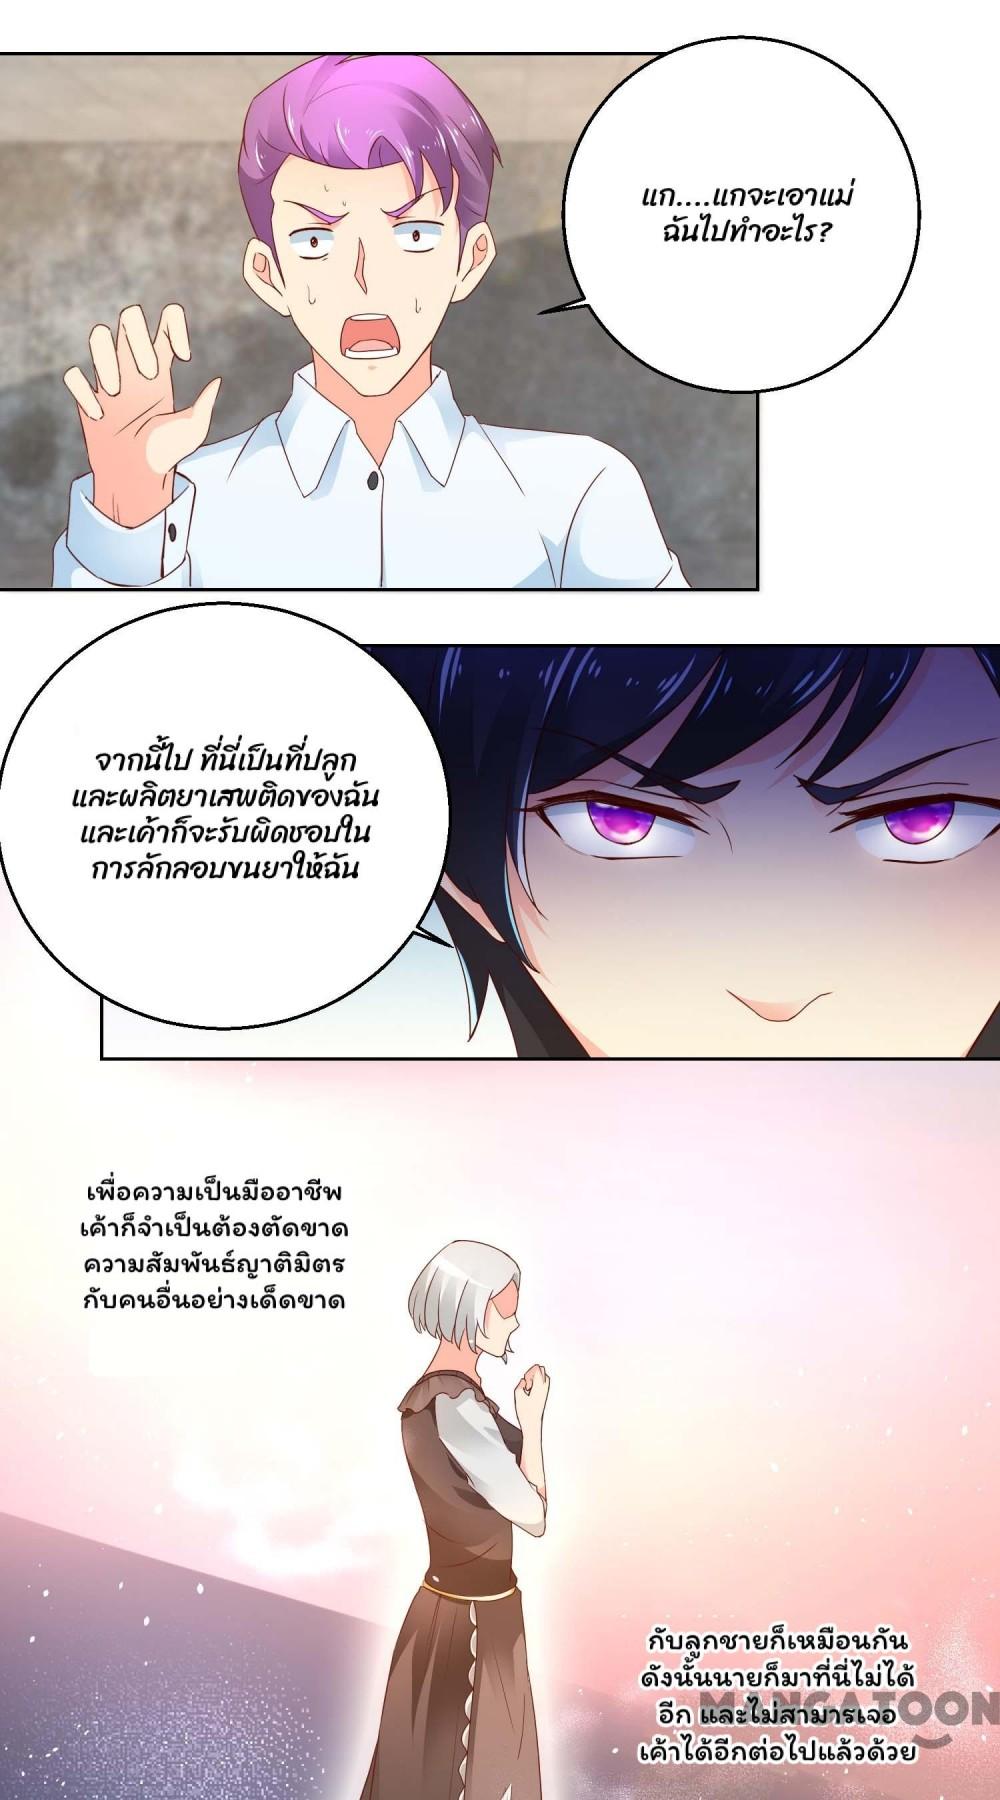 แก....แกจะเอาแม่
ฉันไปทำอะไร?
จากนี้ไป ที่นี่เป็นที่ปลูก
และผลิตยาเสพติดของฉัน
และเค้าก็จะรับผิดชอบใน
การลักลอบขนยาให้ฉัน
เพื่อความเป็นมืออาชีพ
เค้าก็จำเป็นต้องตัดขาด
ความสัมพันธ์ญาติมิตร
กับคนอื่นอย่างเด็ดขาด
กับลูกชายก็เหมือนกัน
ดังนั้นนายก็มาที่นี่ไม่ได้
อีก และไม่สามารเจอ
เค้าได้อีกต่อไปแล้วด้วย
MANGATOON